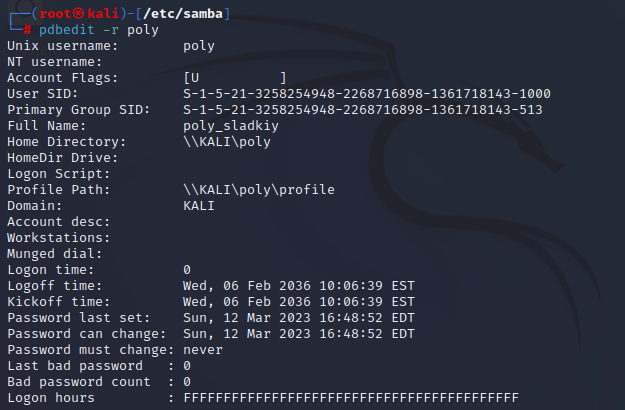 ┌──(root㉿kali)-[/etc/samba]
└─# pdbedit -r poly
Unix username:        poly
NT username:
Account Flags:        [U          ]
User SID:             S-1-5-21-3258254948-2268716898-1361718143-1000
Primary Group SID:    S-1-5-21-3258254948-2268716898-1361718143-513
Full Name:            poly_sladkiy
Home Directory:       \\KALI\poly
HomeDir Drive:
Logon Script:
Profile Path:         \\KALI\poly\profile
Domain:               KALI
Account desc:
Workstations:
Munged dial:
Logon time:           0
Logoff time:          Wed, 06 Feb 2036 10:06:39 EST
Kickoff time:         Wed, 06 Feb 2036 10:06:39 EST
Password last set:    Sun, 12 Mar 2023 16:48:52 EDT
Password can change:  Sun, 12 Mar 2023 16:48:52 EDT
Password must change: never
Last bad password   : 0
Bad password count  : 0
Logon hours         : FFFFFFFFFFFFFFFFFFFFFFFFFFFFFFFFFFFFFFFFFF